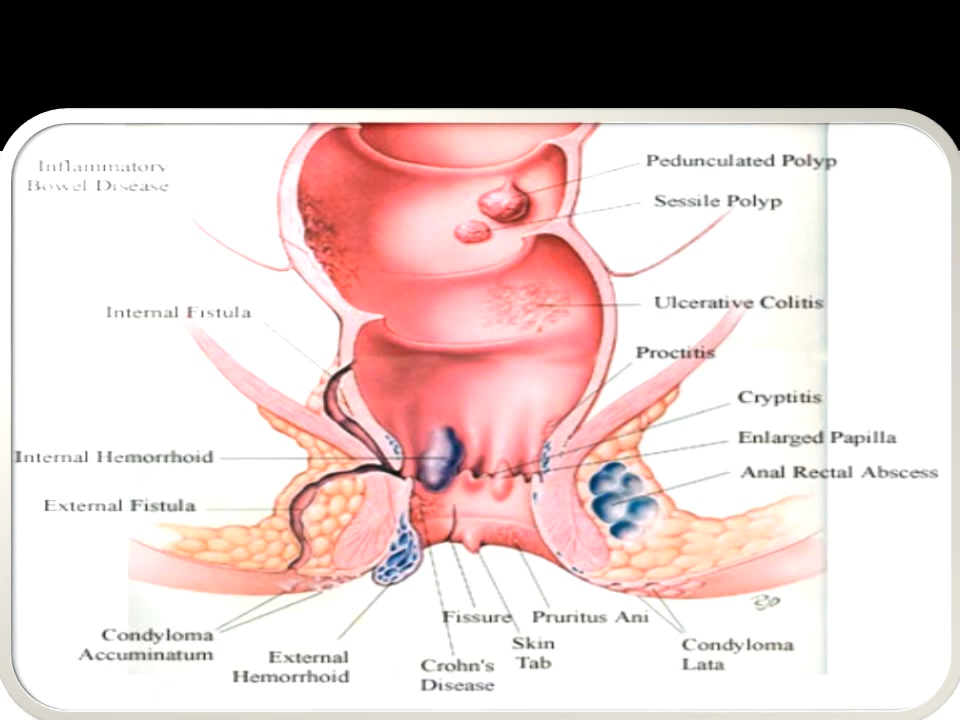 Inflammatory
Bowel Disease
Pedunculated Polyp
Sessile Polyp
Internal Fistula
Ulcerative Colitis
Proctitis
Cryptitis
Enlarged Papilla
Internal Hemorrhoid
Anal Rectal Abscess
External Fistula
Fissure
Pruritus Ani
Condyloma
Accuminatum
External
Hemorrhoid
Crohn's
Disease
Skin
Tab
Condyloma
Lata